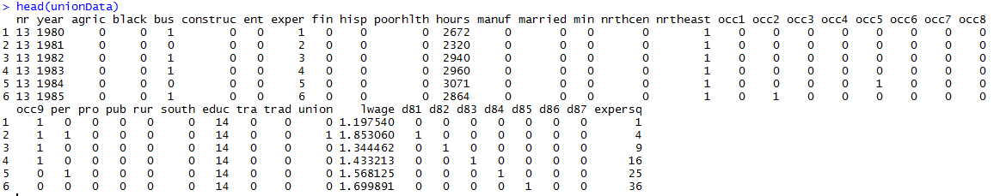 > head(unionData)
nr year agric black bus construc ent exper fin hisp poorhlth hours manuf married min nrthcen nrtheast occ1 occ2 occ3 occ4 occ5 occ6 occ7 occ8
1 13 1980 0 0 1 0 0 1 0 0 0 2672 0 0 0 0 1 0 0 0 0 0 0 0 0
2 13 1981 0 0 0 0 0 2 0 0 0 2320 0 0 0 0 1 0 0 0 0 0 0 0 0
3 13 1982 0 0 1 0 0 3 0 0 0 2940 0 0 0 0 1 0 0 0 0 0 0 0 0
4 13 1983 0 0 1 0 0 4 0 0 0 2960 0 0 0 0 1 0 0 0 0 0 0 0 0
5 13 1984 0 0 0 0 0 5 0 0 0 3071 0 0 0 0 1 0 0 0 0 1 0 0 0
6 13 1985 0 0 1 0 0 6 0 0 0 2864 0 0 0 0 1 0 1 0 0 0 0 0 0
occ9 per pro pub rur south educ tra trad union lwage d81 d82 d83 d84 d85 d86 d87 expersq
1 1 0 0 0 0 0 14 0 0 0 1.197540 0 0 0 0 0 0 0 1
2 1 1 0 0 0 0 14 0 0 1 1.853060 1 0 0 0 0 0 0 4
3 1 0 0 0 0 0 14 0 0 0 1.344462 0 1 0 0 0 0 0 9
4 1 0 0 0 0 0 14 0 0 0 1.433213 0 0 1 0 0 0 0 16
5 0 1 0 0 0 0 14 0 0 0 1.568125 0 0 0 1 0 0 0 25
6 0 0 0 0 0 0 14 0 0 0 1.699891 0 0 0 0 1 0 0 36